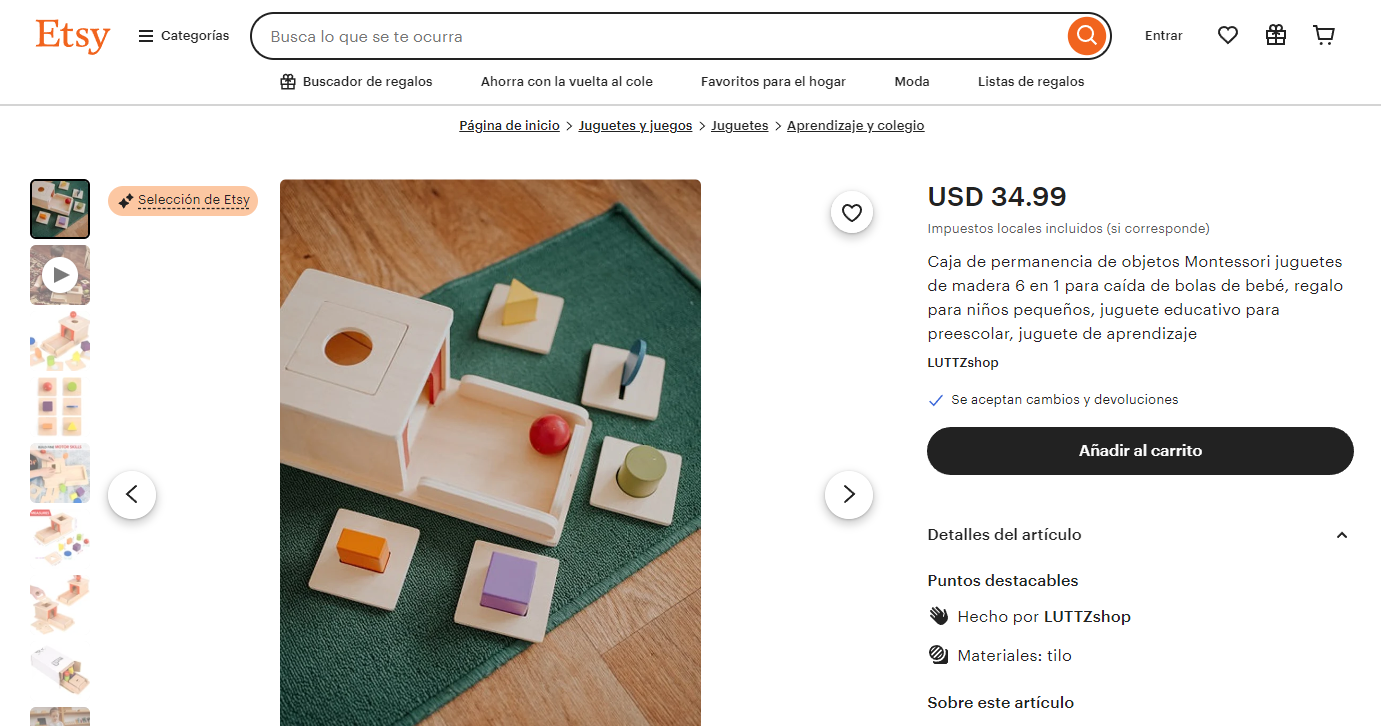 Etsy
Categorías
Busca lo que se te ocurra
Entrar
Buscador de regalos
Ahorra con la vuelta al cole
Favoritos para el hogar
Moda
Listas de regalos
Página de inicio > Juguetes y juegos > Juguetes > Aprendizaje y colegio
Selección de Etsy
USD 34.99
Impuestos locales incluidos (si corresponde)
Caja de permanencia de objetos Montessori juguetes
de madera 6 en 1 para caída de bolas de bebé, regalo
para niños pequeños, juguete educativo para
preescolar, juguete de aprendizaje
LUTTZshop
Se aceptan cambios y devoluciones
Añadir al carrito
Detalles del artículo
Puntos destacables
Hecho por LUTTZshop
Materiales: tilo
Sobre este artículo